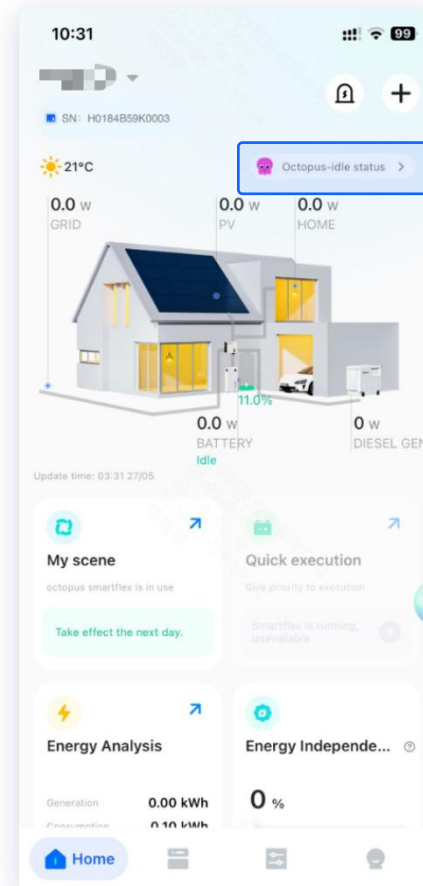 10:31
99
SN: H0184B59K0003
21°C
Octopus-idle status >
0.0 W
GRID
0.0 W
PV
0.0 W
HOME
11.0%
0.0 W
BATTERY
Idle
0 W
DIESEL GEN
Update time: 03:31 27/05
My scene
octopus smartflex is in use
Take effect the next day.
Quick execution
Give priority to execution
Smartflex is running,
unavailable
Energy Analysis
Generation 0.00 kWh
Consumption 0.10 kWh
Energy Independe...
0 %
Home